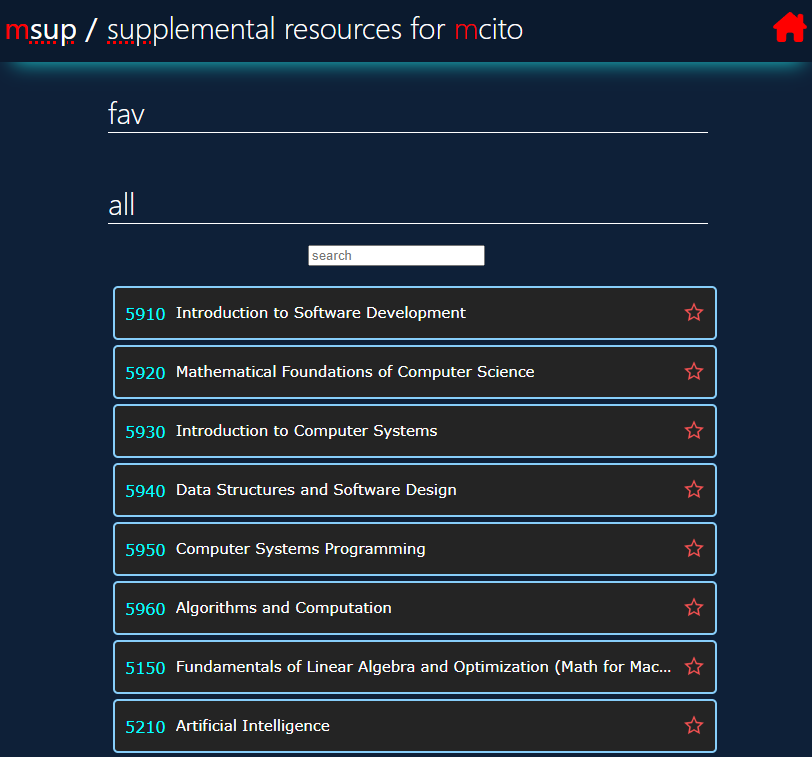 msup / supplemental resources for mcito
fav
all
search
5910 Introduction to Software Development
5920 Mathematical Foundations of Computer Science
5930 Introduction to Computer Systems
5940 Data Structures and Software Design
5950 Computer Systems Programming
5960 Algorithms and Computation
5150 Fundamentals of Linear Algebra and Optimization (Math for Mac...
5210 Artificial Intelligence